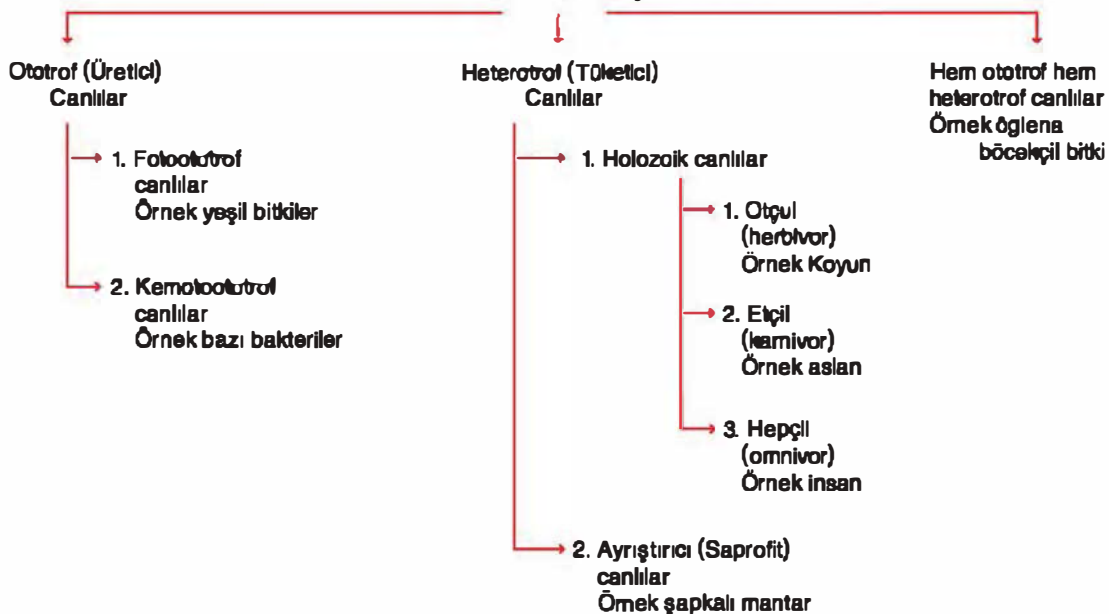 Ototrof (Üretici)
Canlılar
1. Fotoototrof
canlılar
Örnek yeşil bitkiler
2. Kemotoototrof
canlılar
Örnek bazı bakteriler
Heterotrof (Tüketici)
Canlılar
1. Holozoik canlılar
1. Otçul
(herbivor)
Örnek Koyun
2. Etçil
(karnivor)
Örnek aslan
3. Hepçil
(omnivor)
Örnek insan
2. Ayrıştırıcı (Saprofit)
canlılar
Örnek şapkalı mantar
Hem ototrof hem
heterotrof canlılar
Örnek öglena
böcekçil bitki